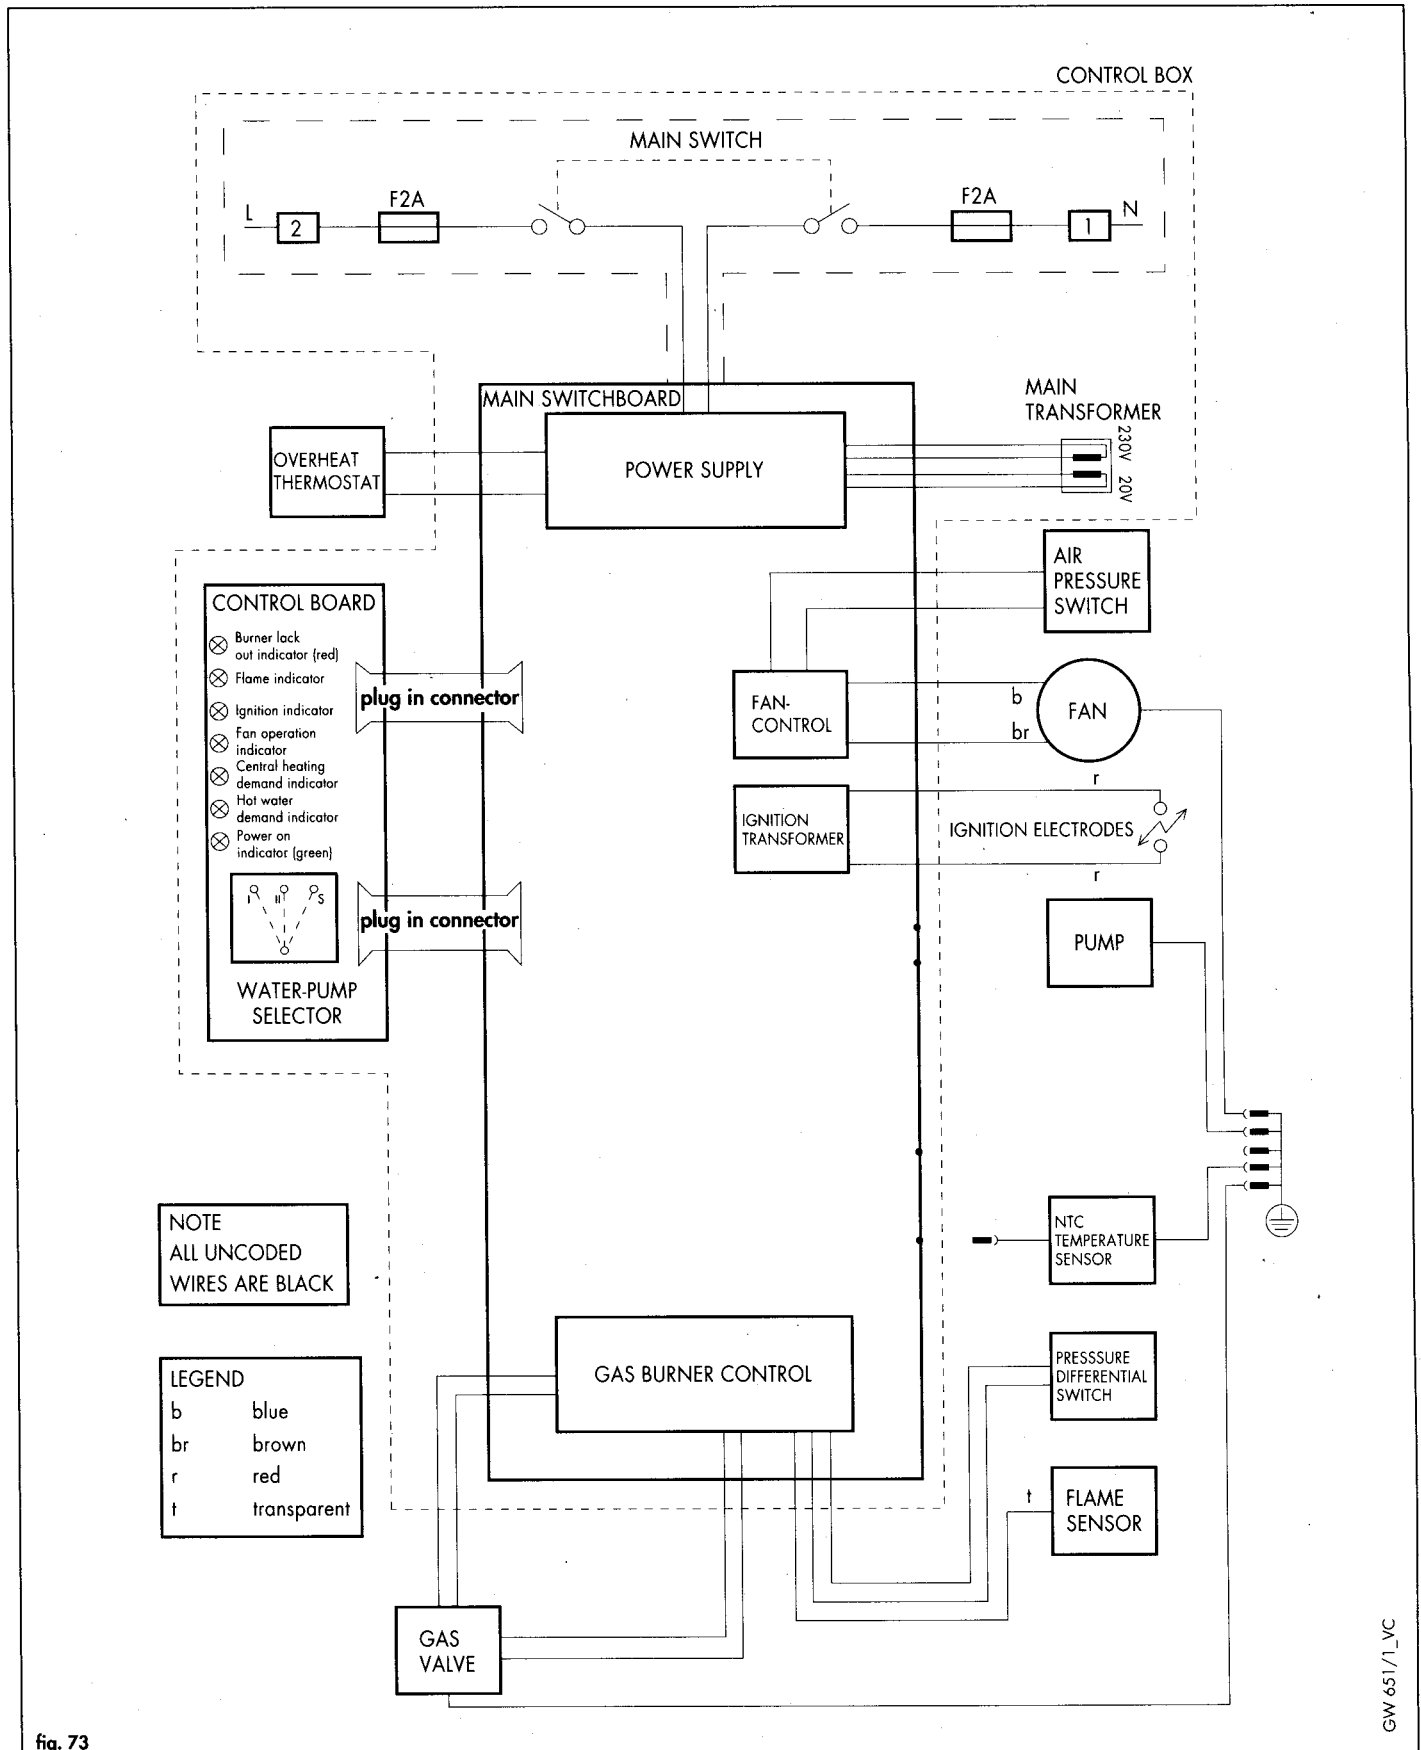 CONTROL BOX
MAIN SWITCH
L
2
F2A
F2A
1
N
MAIN SWITCHBOARD
POWER SUPPLY
MAIN
TRANSFORMER
230V
20V
OVERHEAT
THERMOSTAT
AIR
PRESSURE
SWITCH
CONTROL BOARD
Burner lack
out indicator (red)
Flame indicator
Ignition indicator
Fan operation
indicator
Central heating
demand indicator
Hot water
demand indicator
Power on
indicator (green)
plug in connector
FAN-
CONTROL
b
br
FAN
r
IGNITION
TRANSFORMER
IGNITION ELECTRODES
r
I
II
S
plug in connector
WATER-PUMP
SELECTOR
PUMP
NOTE
ALL UNCODED
WIRES ARE BLACK
NTC
TEMPERATURE
SENSOR
LEGEND
b blue
br brown
r red
t transparent
GAS BURNER CONTROL
PRESSSURE
DIFFERENTIAL
SWITCH
t
FLAME
SENSOR
GAS
VALVE
GW 651/1_VC
fig. 73